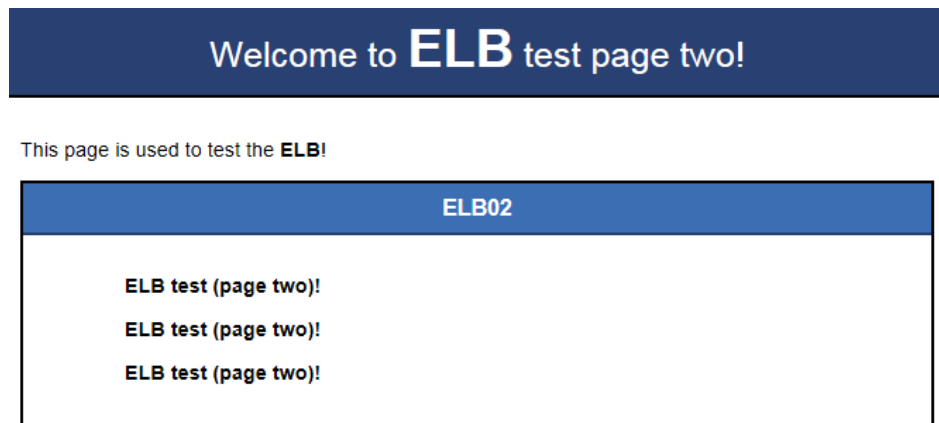 Welcome to ELB test page two!
This page is used to test the ELB!
ELB02
ELB test (page two)!
ELB test (page two)!
ELB test (page two)!